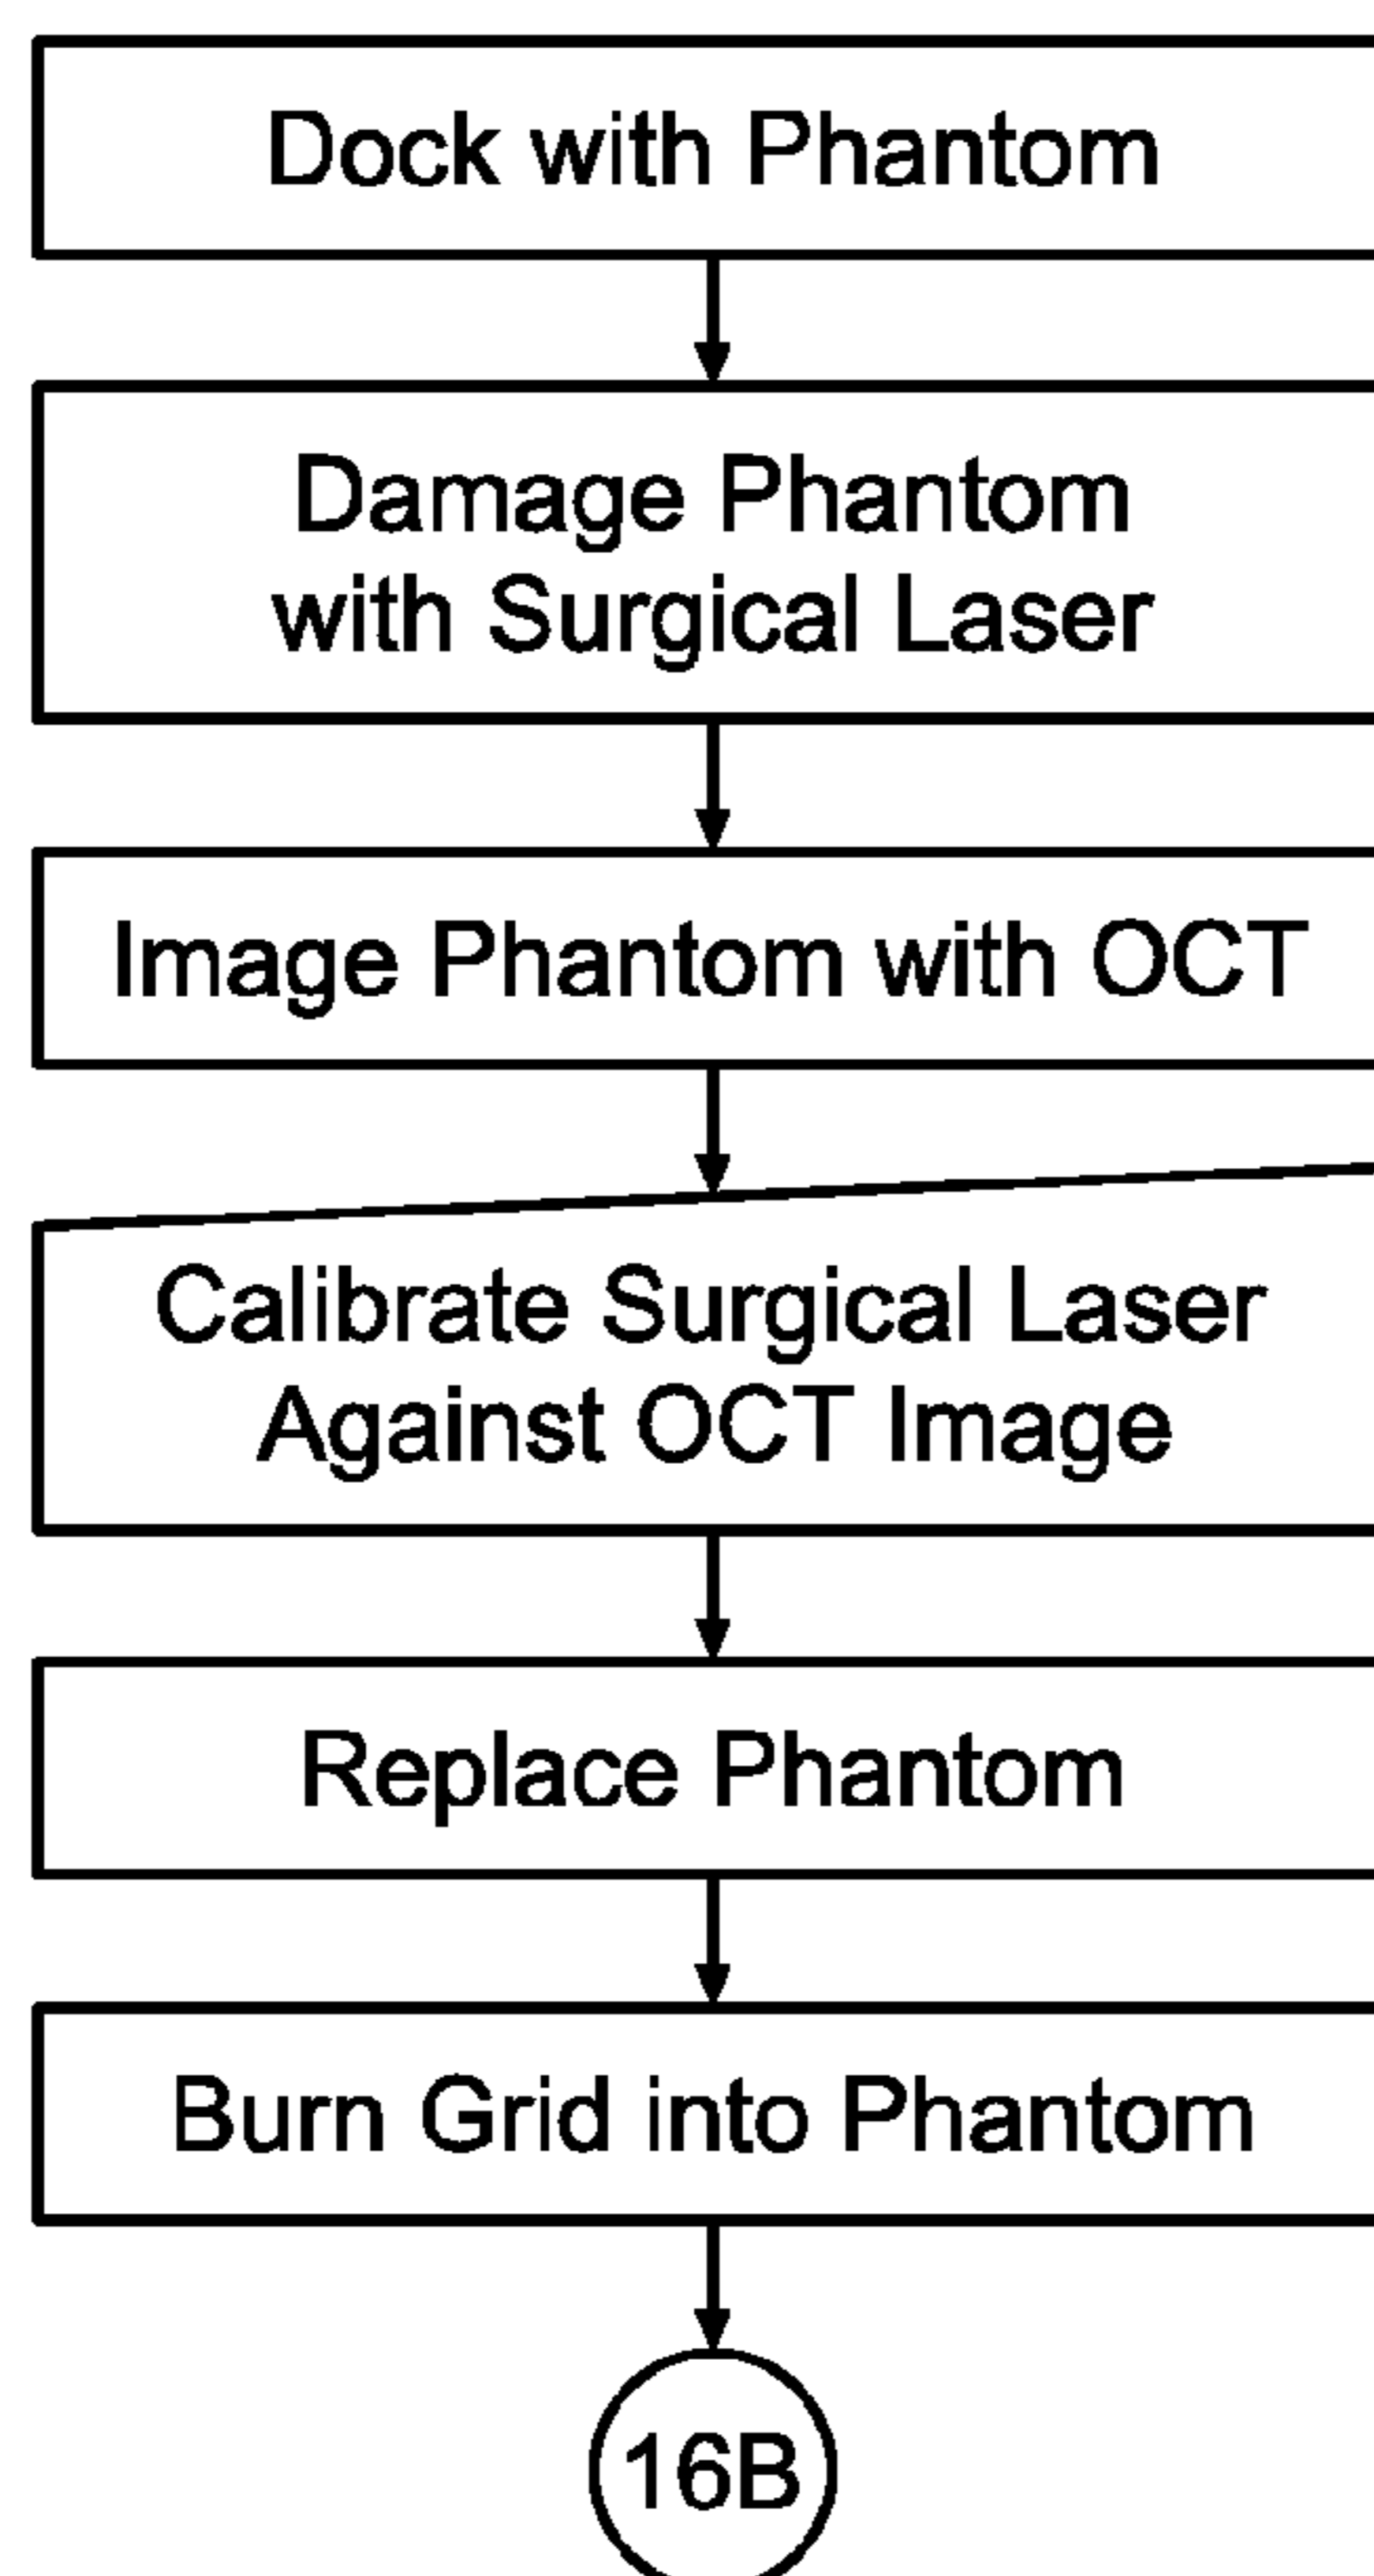 Dock with Phantom
Damage Phantom
with Surgical Laser
Image Phantom with OCT
Calibrate Surgical Laser
Against OCT Image
Replace Phantom
Burn Grid into Phantom
16B